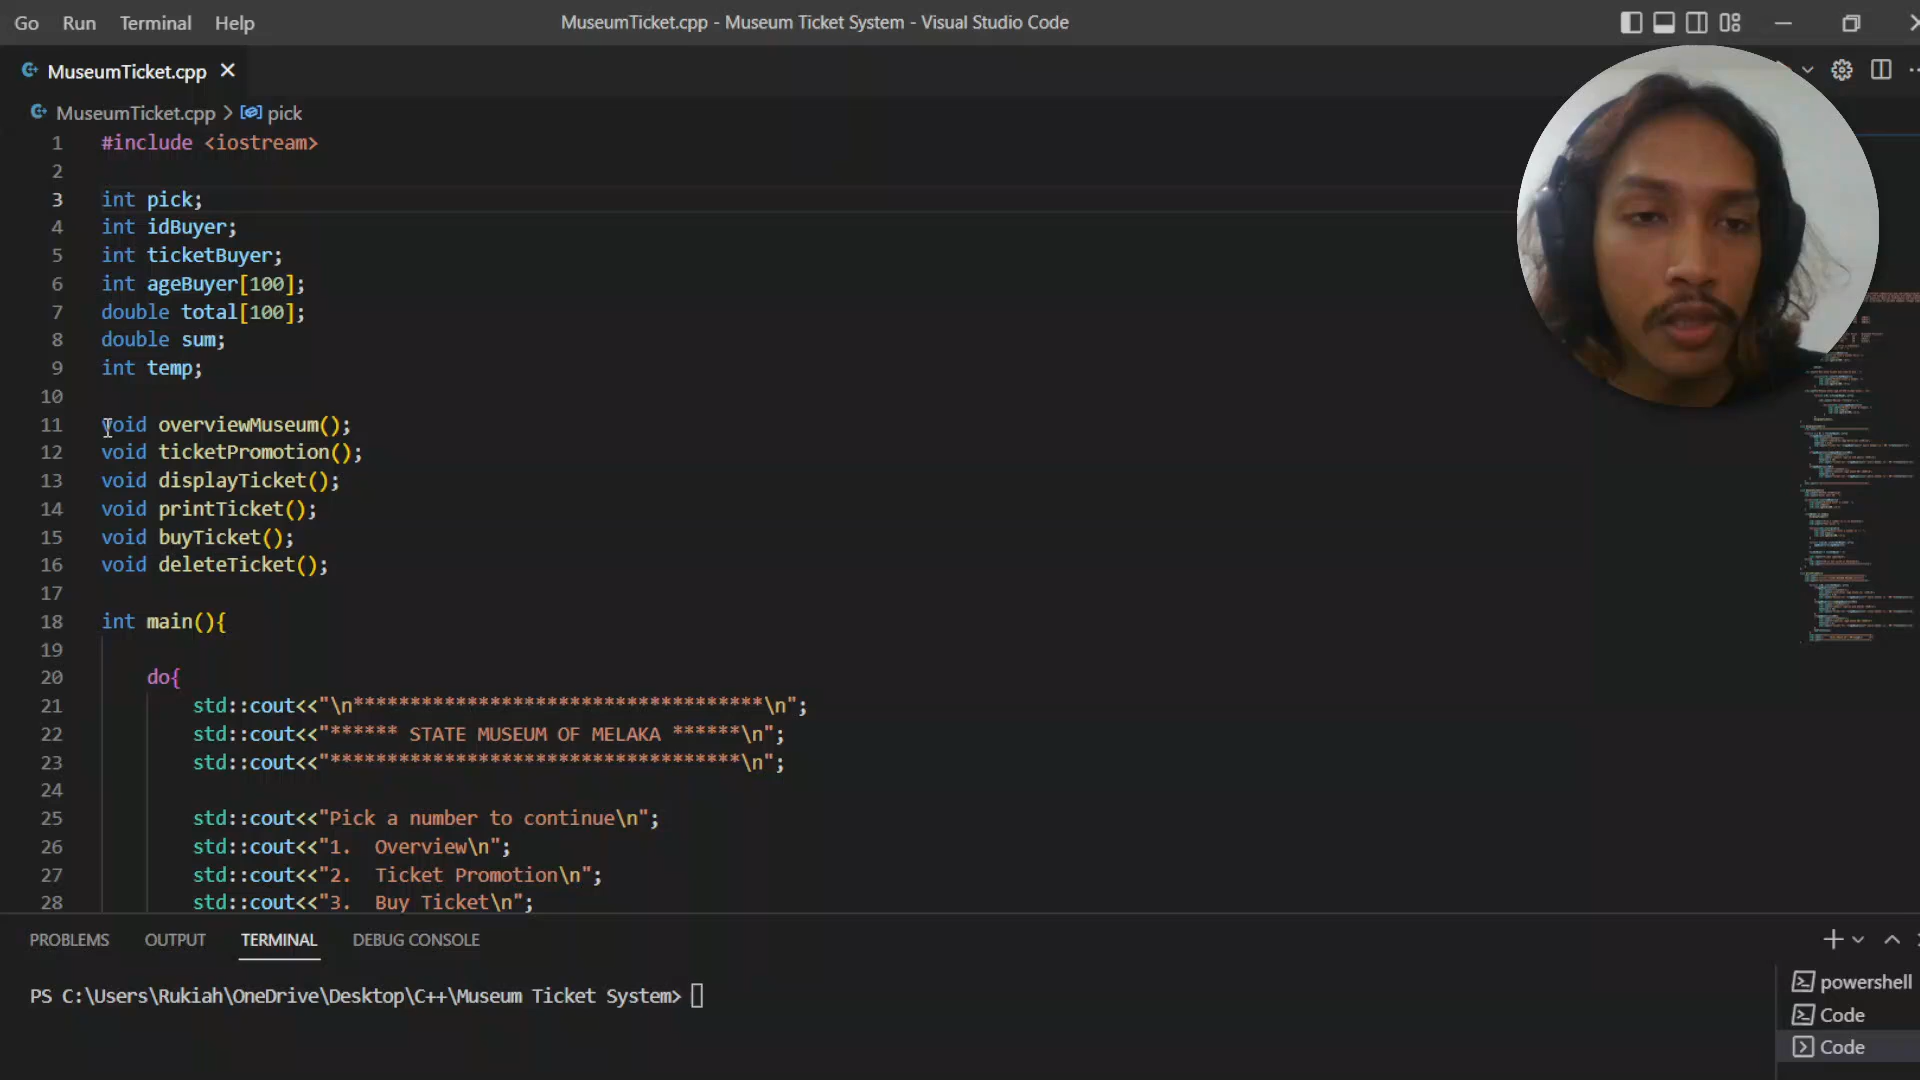 Go Run Terminal Help MuseumTicket.cpp - Museum Ticket System - Visual Studio Code
MuseumTicket.cpp
MuseumTicket.cpp > pick
1 #include <iostream>
2
3 int pick;
4 int idBuyer;
5 int ticketBuyer;
6 int ageBuyer[100];
7 double total[100];
8 double sum;
9 int temp;
10
11 void overviewMuseum();
12 void ticketPromotion();
13 void displayTicket();
14 void printTicket();
15 void buyTicket();
16 void deleteTicket();
17
18 int main(){
19
20 do{
21 std::cout<<"\n************************************\n";
22 std::cout<<"****** STATE MUSEUM OF MELAKA ******\n";
23 std::cout<<"************************************\n";
24
25 std::cout<<"Pick a number to continue\n";
26 std::cout<<"1.  Overview\n";
27 std::cout<<"2.  Ticket Promotion\n";
28 std::cout<<"3.  Buy Ticket\n";
PROBLEMS OUTPUT TERMINAL DEBUG CONSOLE
PS C:\Users\Rukiah\OneDrive\Desktop\C++\Museum Ticket System>
powershell
Code
Code